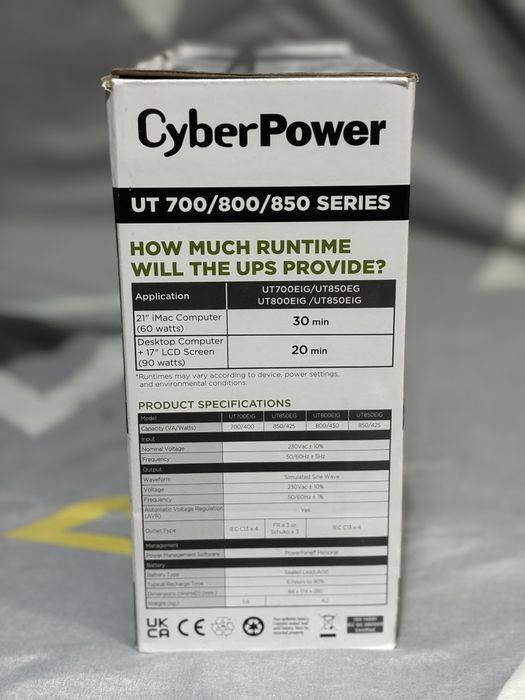 CyberPower
UT 700/800/850 SERIES
HOW MUCH RUNTIME
WILL THE UPS PROVIDE?
Application
UT700EIG/UT850EG
UT800EIG /UT850EIG
21" iMac Computer
(60 watts)
30 min
Desktop Computer
+ 17" LCD Screen
(90 watts)
20 min
*Runtimes may vary according to device, power settings,
and environmental conditions.
PRODUCT SPECIFICATIONS
Model UT700EIG UT850EG UT800EIG UT850EIG
Capacity (VA/Watts) 700/400 850/425 800/450 850/425
Input
Nominal Voltage 230Vac ± 10%
Frequency 50/60Hz ± 5Hz
Output
Waveform Simulated Sine Wave
Voltage 230Vac ± 10%
Frequency 50/60Hz ± 1%
Automatic Voltage Regulation
(AVR)
Yes
Outlet Type IEC C13 x 4 FR x 3 or
Schuko x 3
IEC C13 x 4
Management
Power Management Software PowerPanel® Personal
Battery
Battery Type Sealed Lead-Acid
Typical Recharge Time
Dimensions (WxHxD) (mm.)
Weight (kg.)
UK
CA CE